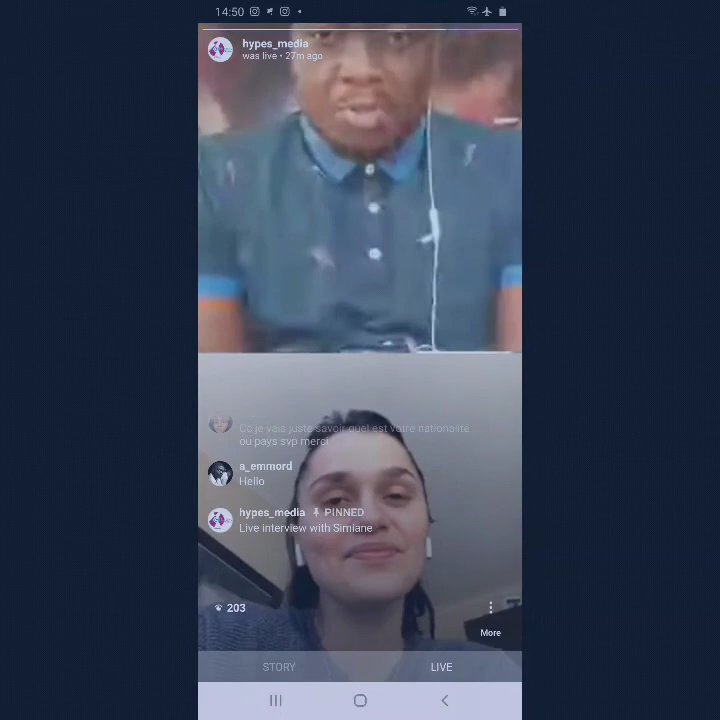 14:50
hypes_media
was live • 27m ago
Cc je vais juste savoir quel est votre nationalité
ou pays svp merci
a_emmord
Hello
hypes_media PINNED
Live interview with Simiane
203
More
STORY LIVE